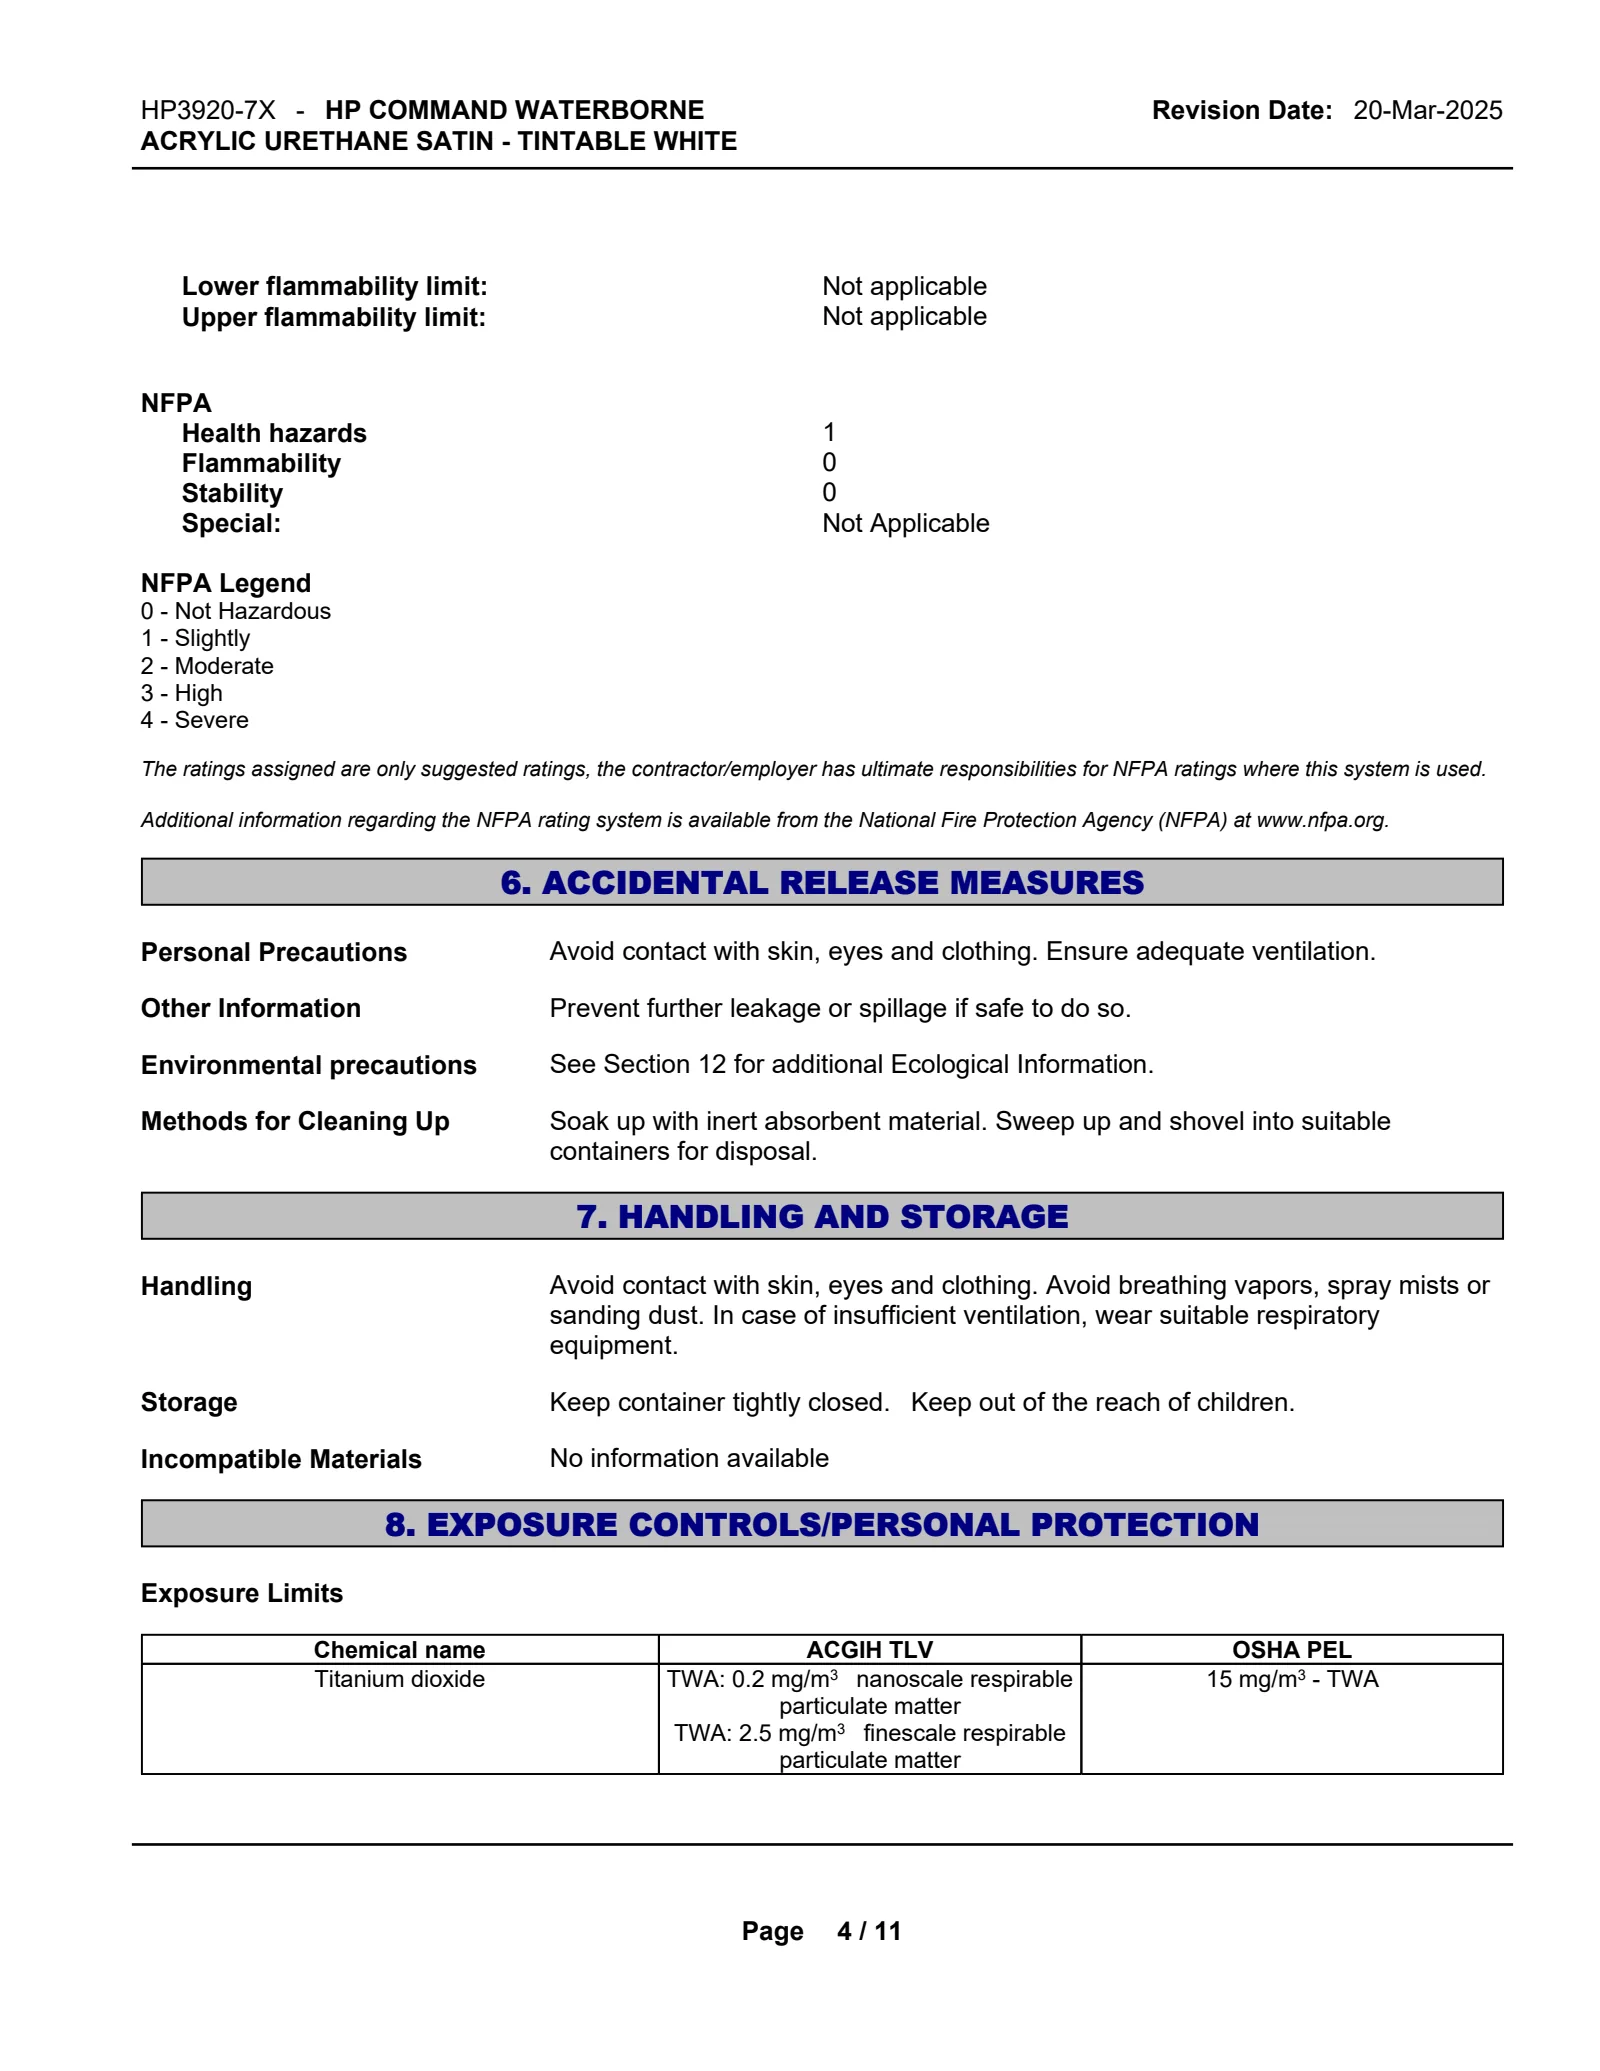 HP3920-7X - HP COMMAND WATERBORNE
ACRYLIC URETHANE SATIN - TINTABLE WHITE
Revision Date: 20-Mar-2025
Lower flammability limit: Not applicable
Upper flammability limit: Not applicable
NFPA
Health hazards 1
Flammability 0
Stability 0
Special: Not Applicable
NFPA Legend
0 - Not Hazardous
1 - Slightly
2 - Moderate
3 - High
4 - Severe
The ratings assigned are only suggested ratings, the contractor/employer has ultimate responsibilities for NFPA ratings where this system is used.
Additional information regarding the NFPA rating system is available from the National Fire Protection Agency (NFPA) at www.nfpa.org.
6. ACCIDENTAL RELEASE MEASURES
Personal Precautions Avoid contact with skin, eyes and clothing. Ensure adequate ventilation.
Other Information Prevent further leakage or spillage if safe to do so.
Environmental precautions See Section 12 for additional Ecological Information.
Methods for Cleaning Up Soak up with inert absorbent material. Sweep up and shovel into suitable
containers for disposal.
7. HANDLING AND STORAGE
Handling Avoid contact with skin, eyes and clothing. Avoid breathing vapors, spray mists or
sanding dust. In case of insufficient ventilation, wear suitable respiratory
equipment.
Storage Keep container tightly closed. Keep out of the reach of children.
Incompatible Materials No information available
8. EXPOSURE CONTROLS/PERSONAL PROTECTION
Exposure Limits
Chemical name ACGIH TLV OSHA PEL
Titanium dioxide TWA: 0.2 mg/m³ nanoscale respirable 15 mg/m³ - TWA
particulate matter
TWA: 2.5 mg/m³ finescale respirable
particulate matter
Page 4 / 11